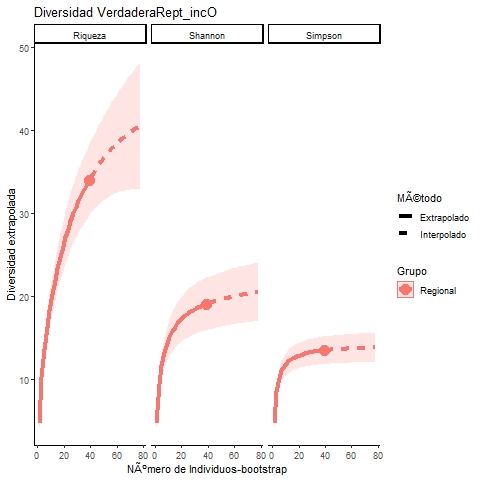 Diversidad VerdaderaRept_incO
Riqueza
Shannon
Simpson
50
40
30
20
10
Diversidad extrapolada
0 20 40 60 80
0 20 40 60 80
0 20 40 60 80
NÃºmero de Individuos-bootstrap
MÃ©todo
Extrapolado
Interpolado
Grupo
Regional